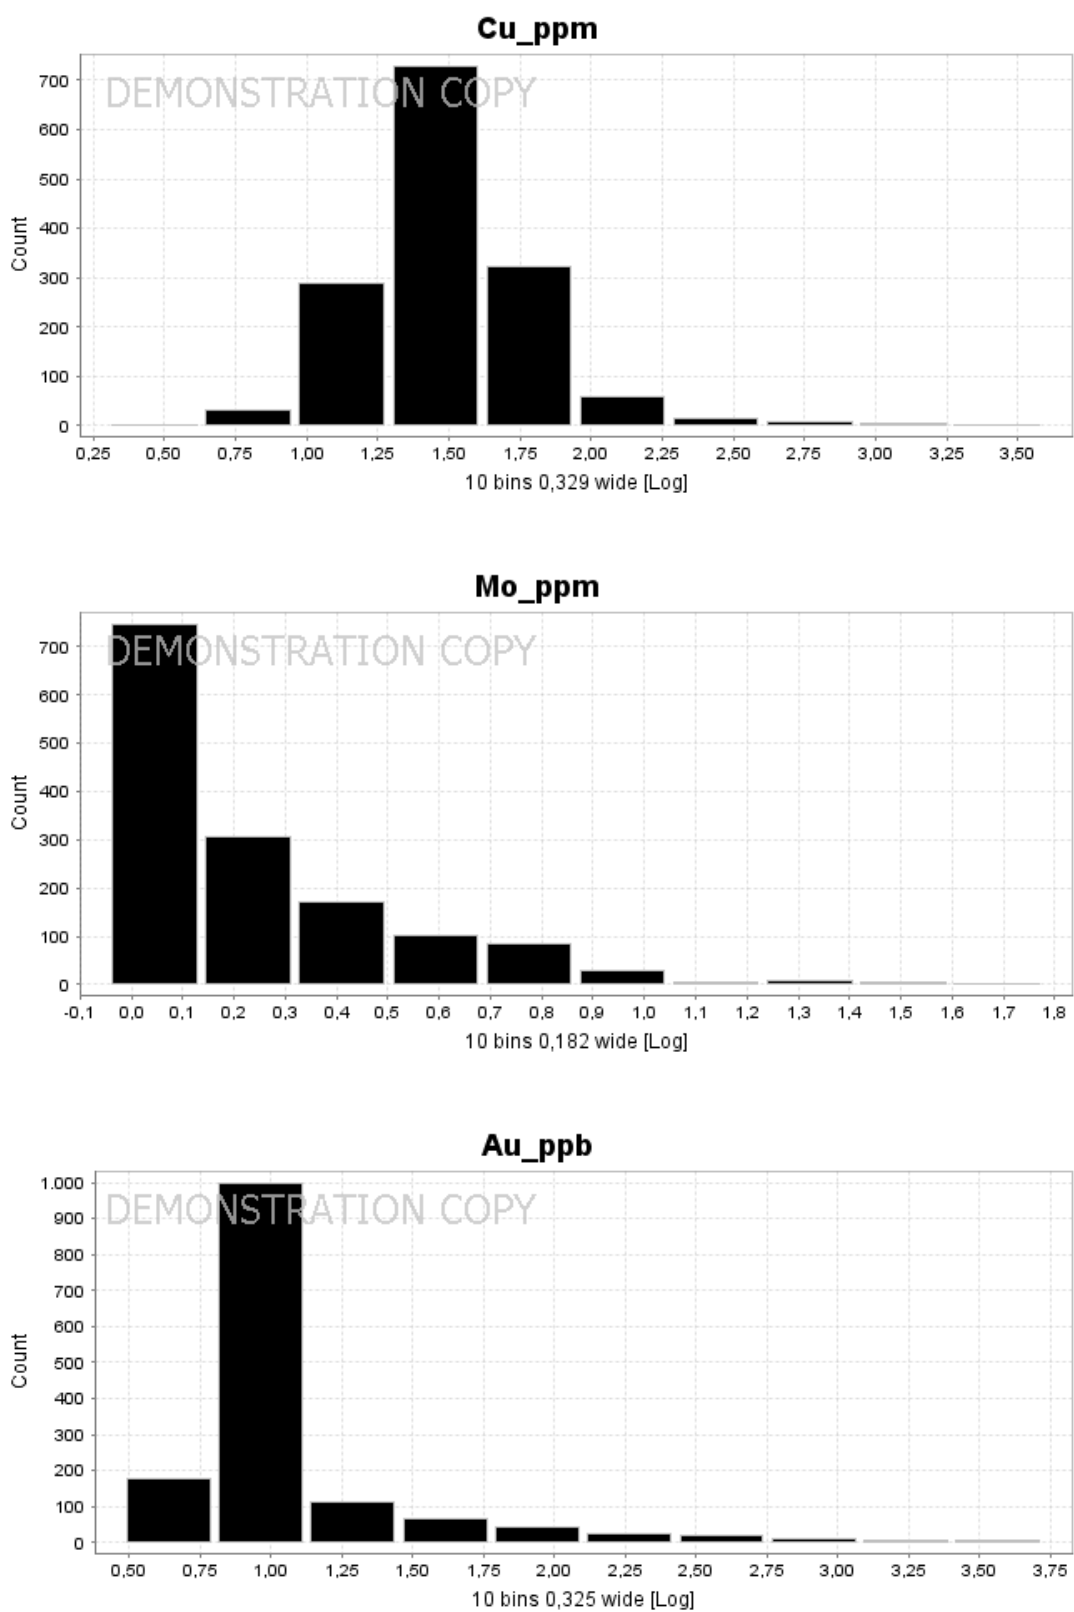 Cu_ppm
DEMONSTRATION COPY
700
600
500
400
300
200
100
0
Count
0,25 0,50 0,75 1,00 1,25 1,50 1,75 2,00 2,25 2,50 2,75 3,00 3,25 3,50
10 bins 0,329 wide [Log]
Mo_ppm
DEMONSTRATION COPY
700
600
500
400
300
200
100
0
Count
-0,1 0,0 0,1 0,2 0,3 0,4 0,5 0,6 0,7 0,8 0,9 1,0 1,1 1,2 1,3 1,4 1,5 1,6 1,7 1,8
10 bins 0,182 wide [Log]
Au_ppb
DEMONSTRATION COPY
1.000
900
800
700
600
500
400
300
200
100
0
Count
0,50 0,75 1,00 1,25 1,50 1,75 2,00 2,25 2,50 2,75 3,00 3,25 3,50 3,75
10 bins 0,325 wide [Log]